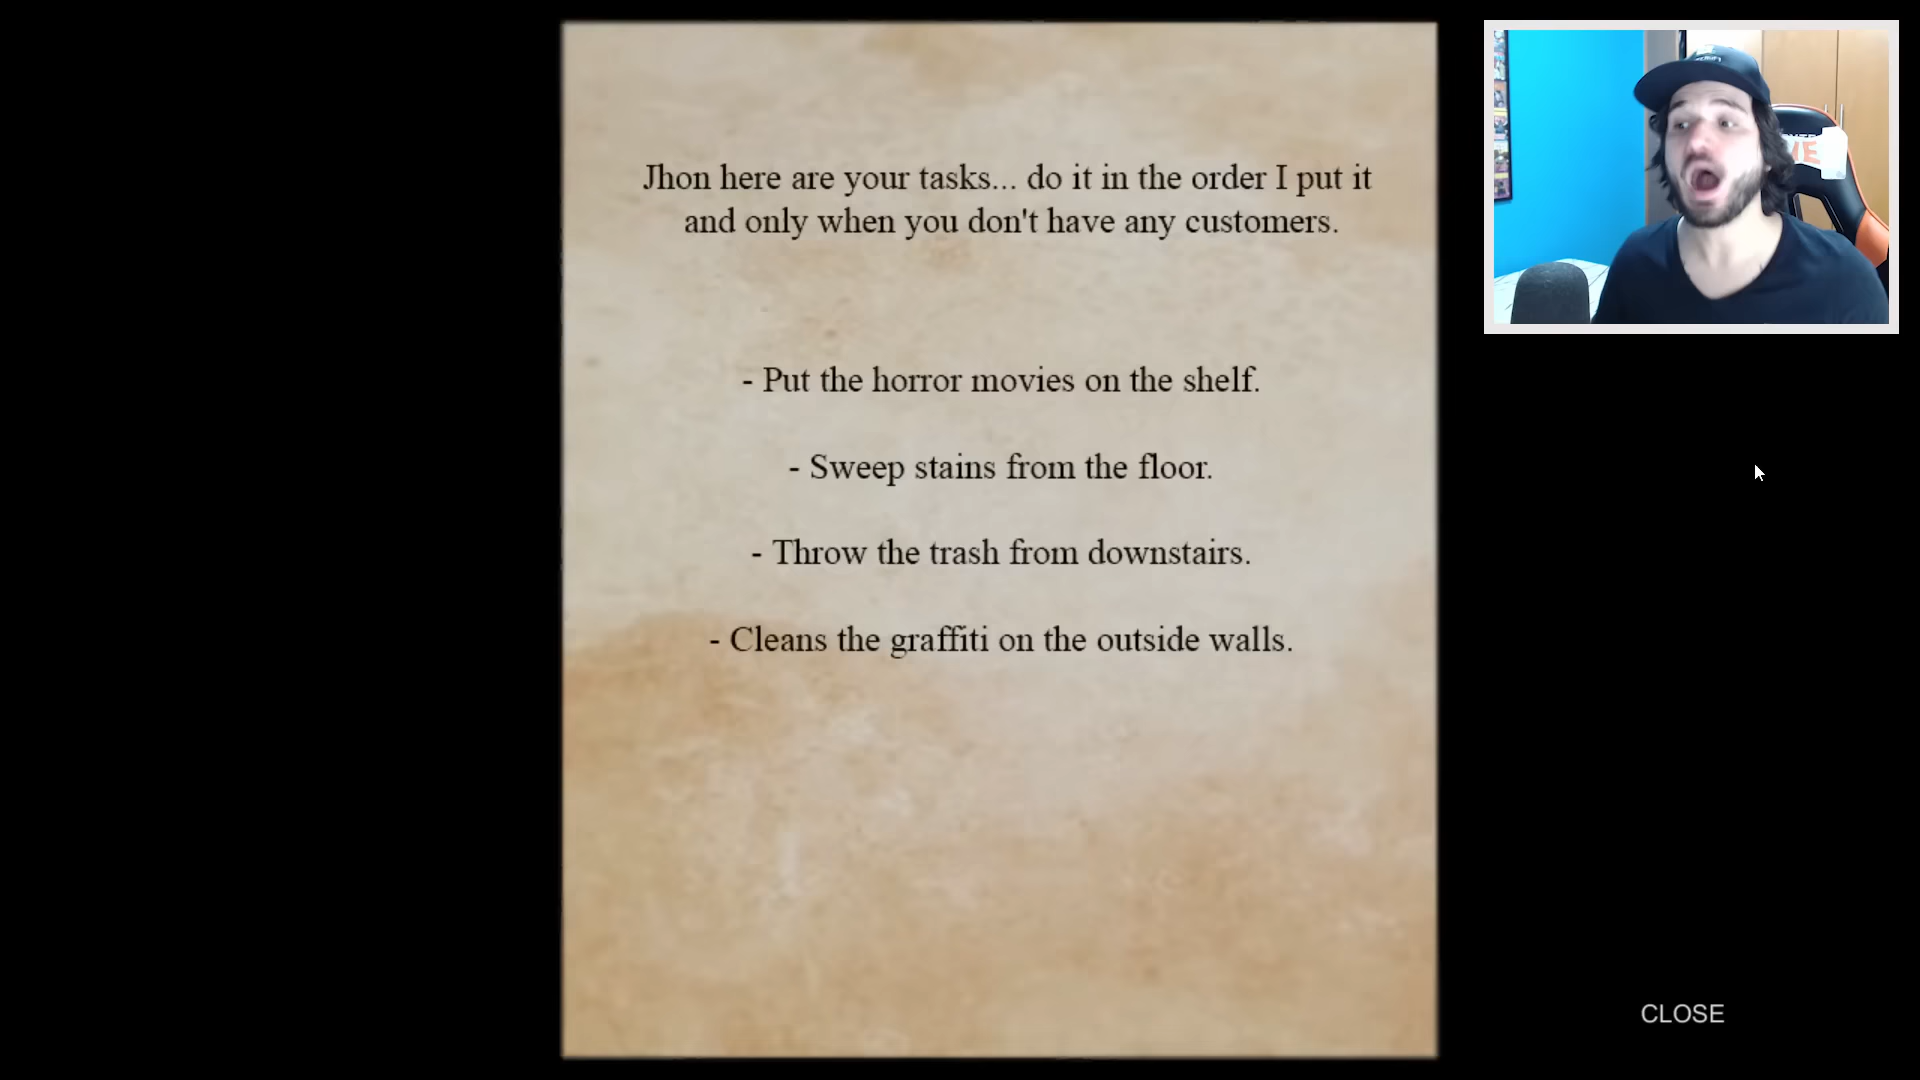 Jhon here are your tasks... do it in the order I put it
and only when you don't have any customers.
- Put the horror movies on the shelf.
- Sweep stains from the floor.
- Throw the trash from downstairs.
- Cleans the graffiti on the outside walls.
CLOSE